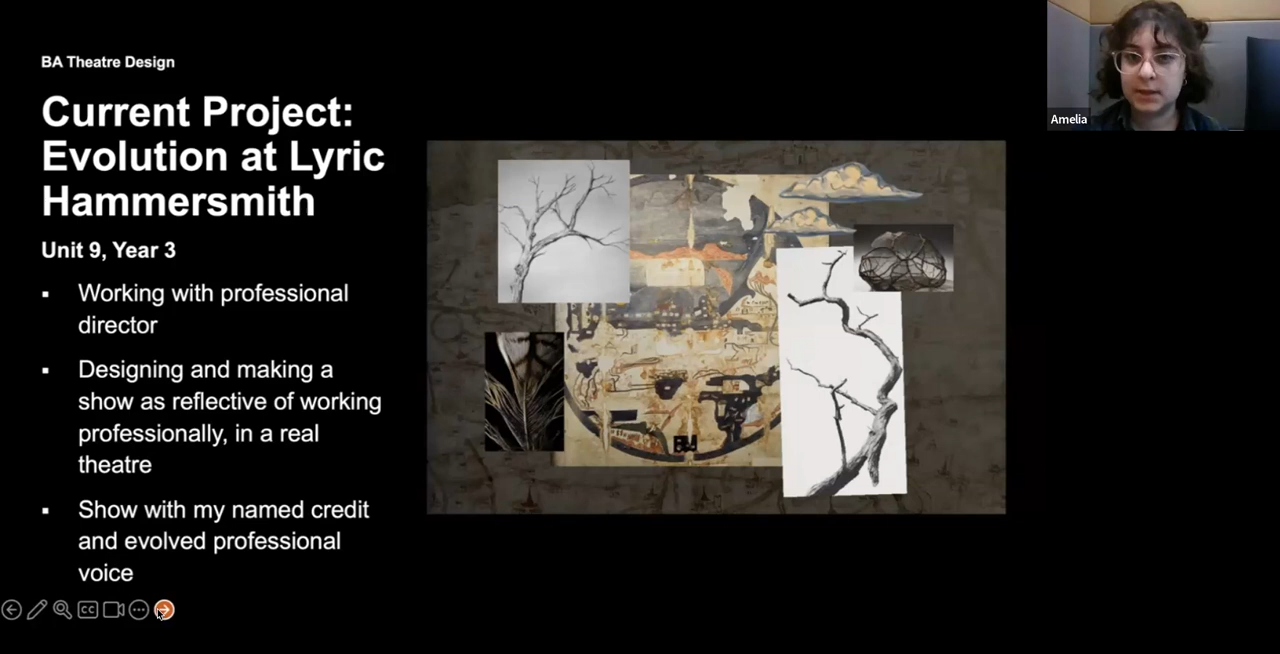 BA Theatre Design
Current Project:
Evolution at Lyric
Hammersmith
Unit 9, Year 3
▪ Working with professional
director
▪ Designing and making a
show as reflective of working
professionally, in a real
theatre
▪ Show with my named credit
and evolved professional
voice
CC
Amelia